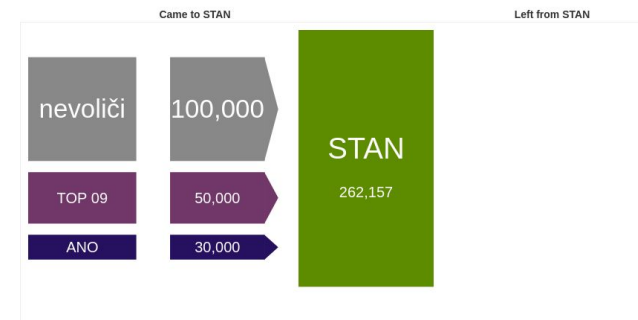 Came to STAN
Left from STAN
nevoliči
100,000
TOP 09
50,000
ANO
30,000
STAN
262,157